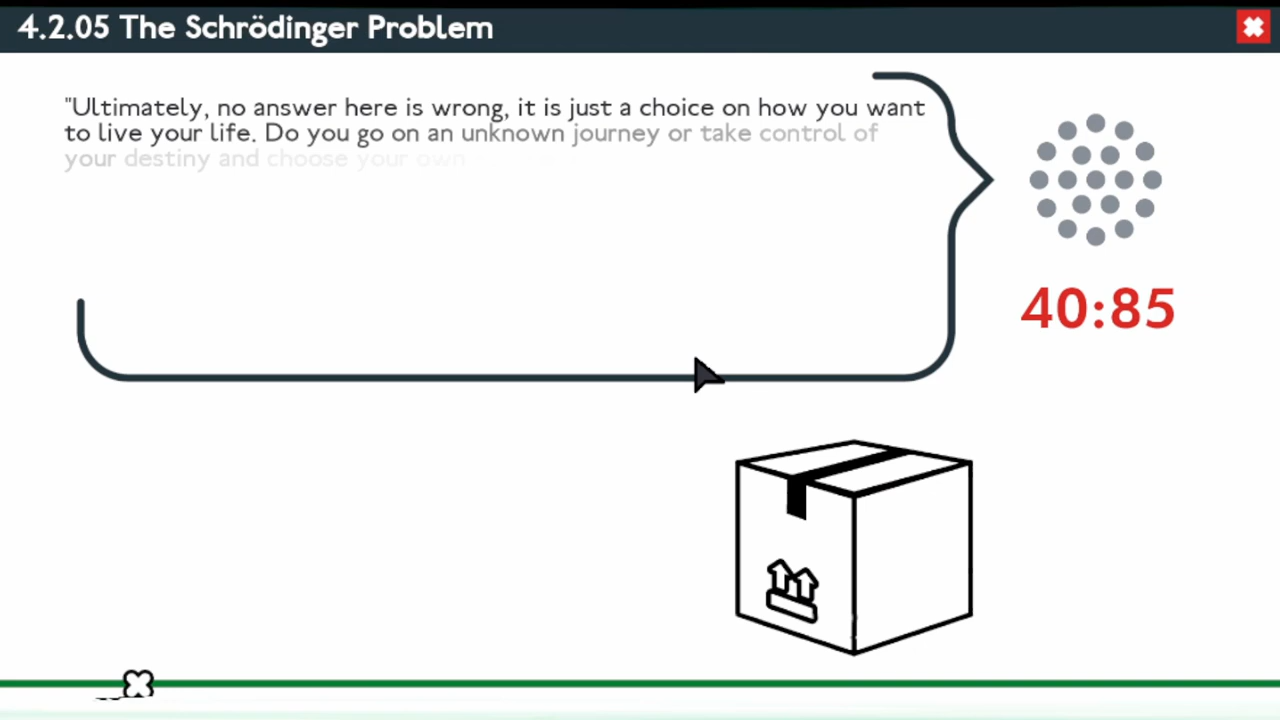 4.2.05 The Schrödinger Problem
"Ultimately, no answer here is wrong, it is just a choice on how you want
to live your life. Do you go on an unknown journey or take control of
your destiny and choose your own
40:85